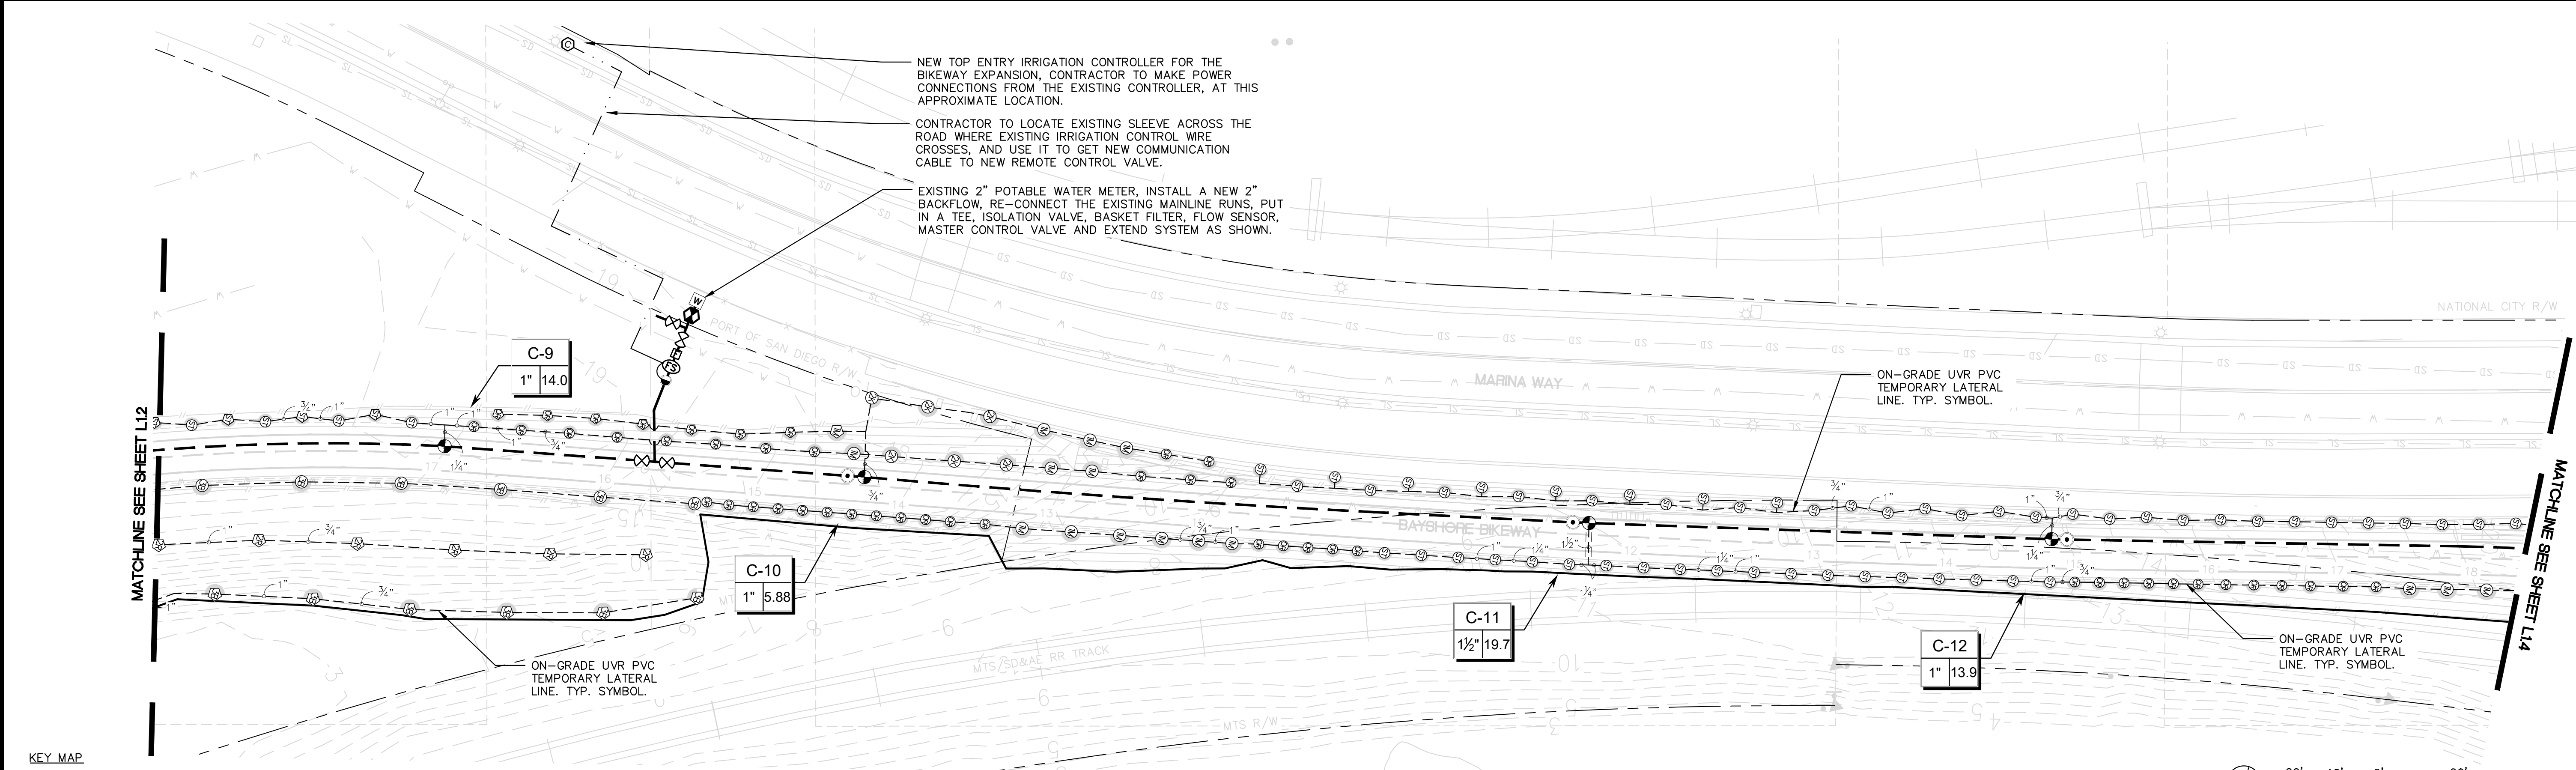 NEW TOP ENTRY IRRIGATION CONTROLLER FOR THE
BIKEWAY EXPANSION, CONTRACTOR TO MAKE POWER
CONNECTIONS FROM THE EXISTING CONTROLLER, AT THIS
APPROXIMATE LOCATION.
CONTRACTOR TO LOCATE EXISTING SLEEVE ACROSS THE
ROAD WHERE EXISTING IRRIGATION CONTROL WIRE
CROSSES, AND USE IT TO GET NEW COMMUNICATION
CABLE TO NEW REMOTE CONTROL VALVE.
EXISTING 2" POTABLE WATER METER, INSTALL A NEW 2"
BACKFLOW, RE-CONNECT THE EXISTING MAINLINE RUNS, PUT
IN A TEE, ISOLATION VALVE, BASKET FILTER, FLOW SENSOR,
MASTER CONTROL VALVE AND EXTEND SYSTEM AS SHOWN.
NATIONAL CITY R/W
PORT OF SAN DIEGO R/W
MARINA WAY
ON-GRADE UVR PVC
TEMPORARY LATERAL
LINE. TYP. SYMBOL.
C-9
1" 14.0
MATCHLINE SEE SHEET L1.2
BAYSHORE BIKEWAY
MATCHLINE SEE SHEET L1.4
C-10
1" 5.88
C-11
1½" 19.7
C-12
1" 13.9
ON-GRADE UVR PVC
TEMPORARY LATERAL
LINE. TYP. SYMBOL.
ON-GRADE UVR PVC
TEMPORARY LATERAL
LINE. TYP. SYMBOL.
MTS/SD&AE RR TRACK
MTS R/W
KEY MAP